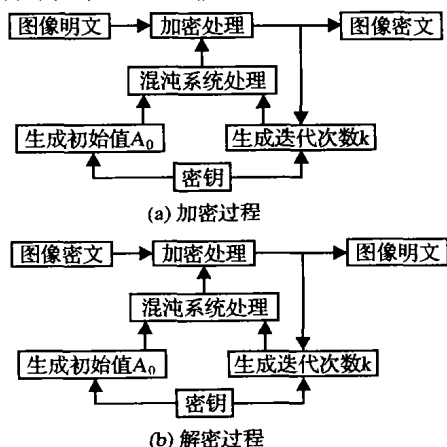 图像明文 加密处理 图像密文
混沌系统处理
生成初始值A₀ 生成迭代次数k
密钥
(a) 加密过程
图像密文 加密处理 图像明文
混沌系统处理
生成初始值A₀ 生成迭代次数k
密钥
(b) 解密过程